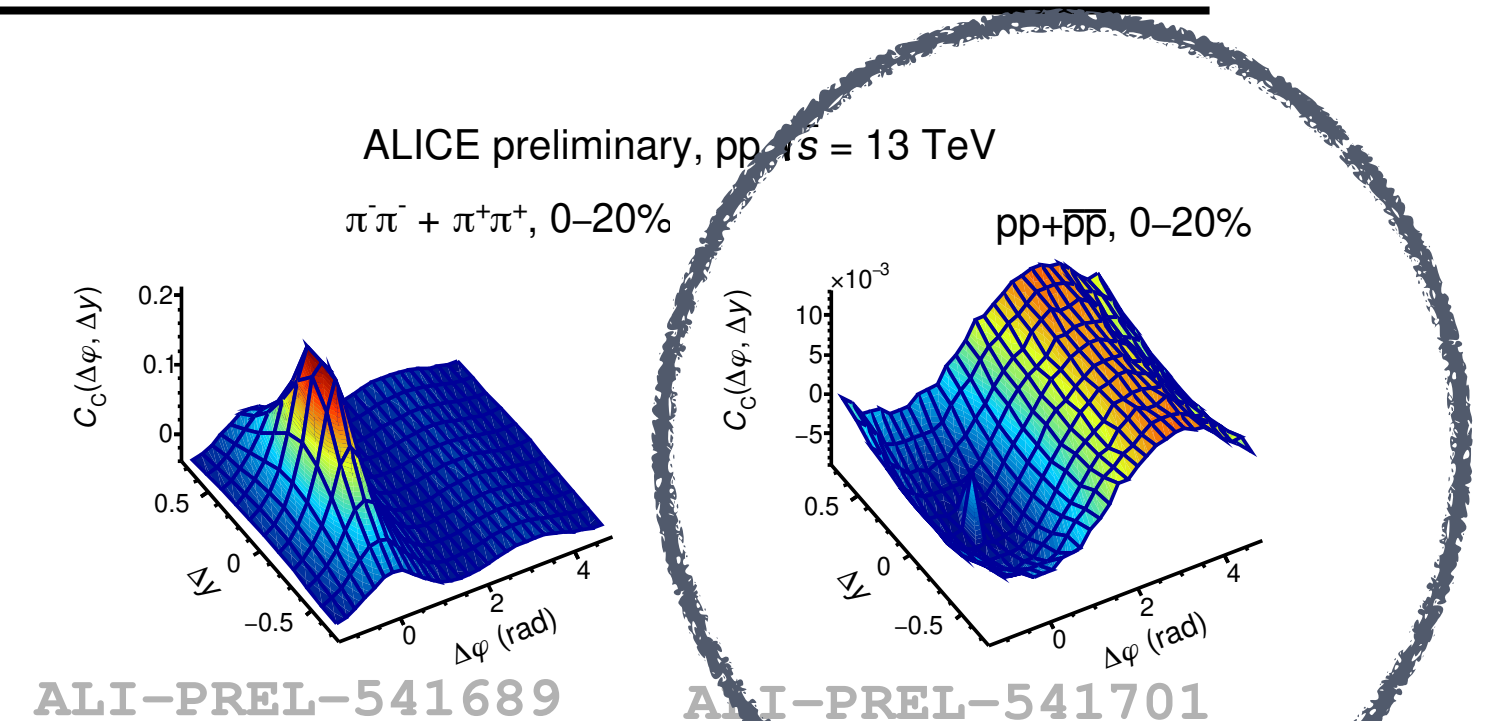 ALICE preliminary, pp √s = 13 TeV
π⁻π⁻ + π⁺π⁺, 0–20%
pp+p̅p̅, 0–20%
C_C(Δφ, Δy)
0.2
0.1
0
0.5
0
−0.5
Δy
0
2
4
Δφ (rad)
×10⁻³
C_C(Δφ, Δy)
10
5
0
−5
0.5
0
−0.5
Δy
0
2
4
Δφ (rad)
ALI−PREL−541689
ALI−PREL−541701